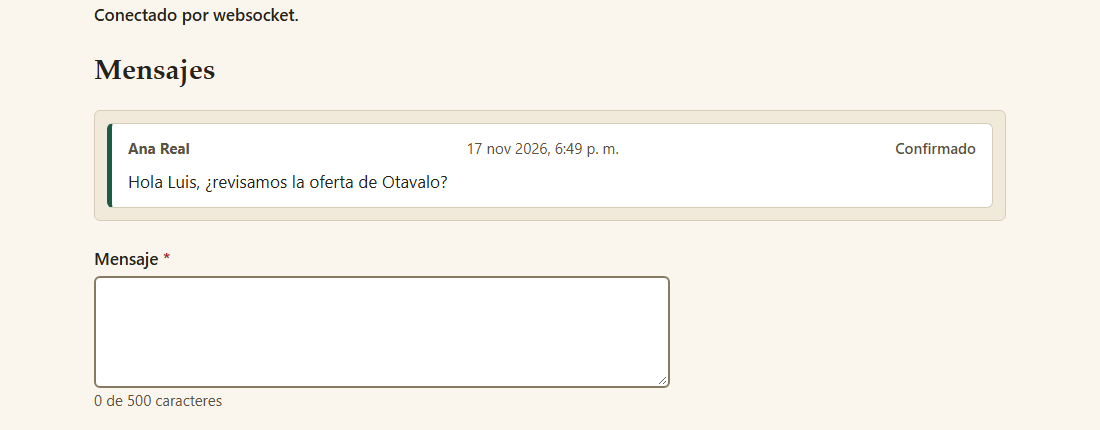 Conectado por websocket.
Mensajes
Ana Real 17 nov 2026, 6:49 p. m. Confirmado
Hola Luis, ¿revisamos la oferta de Otavalo?
Mensaje *
0 de 500 caracteres